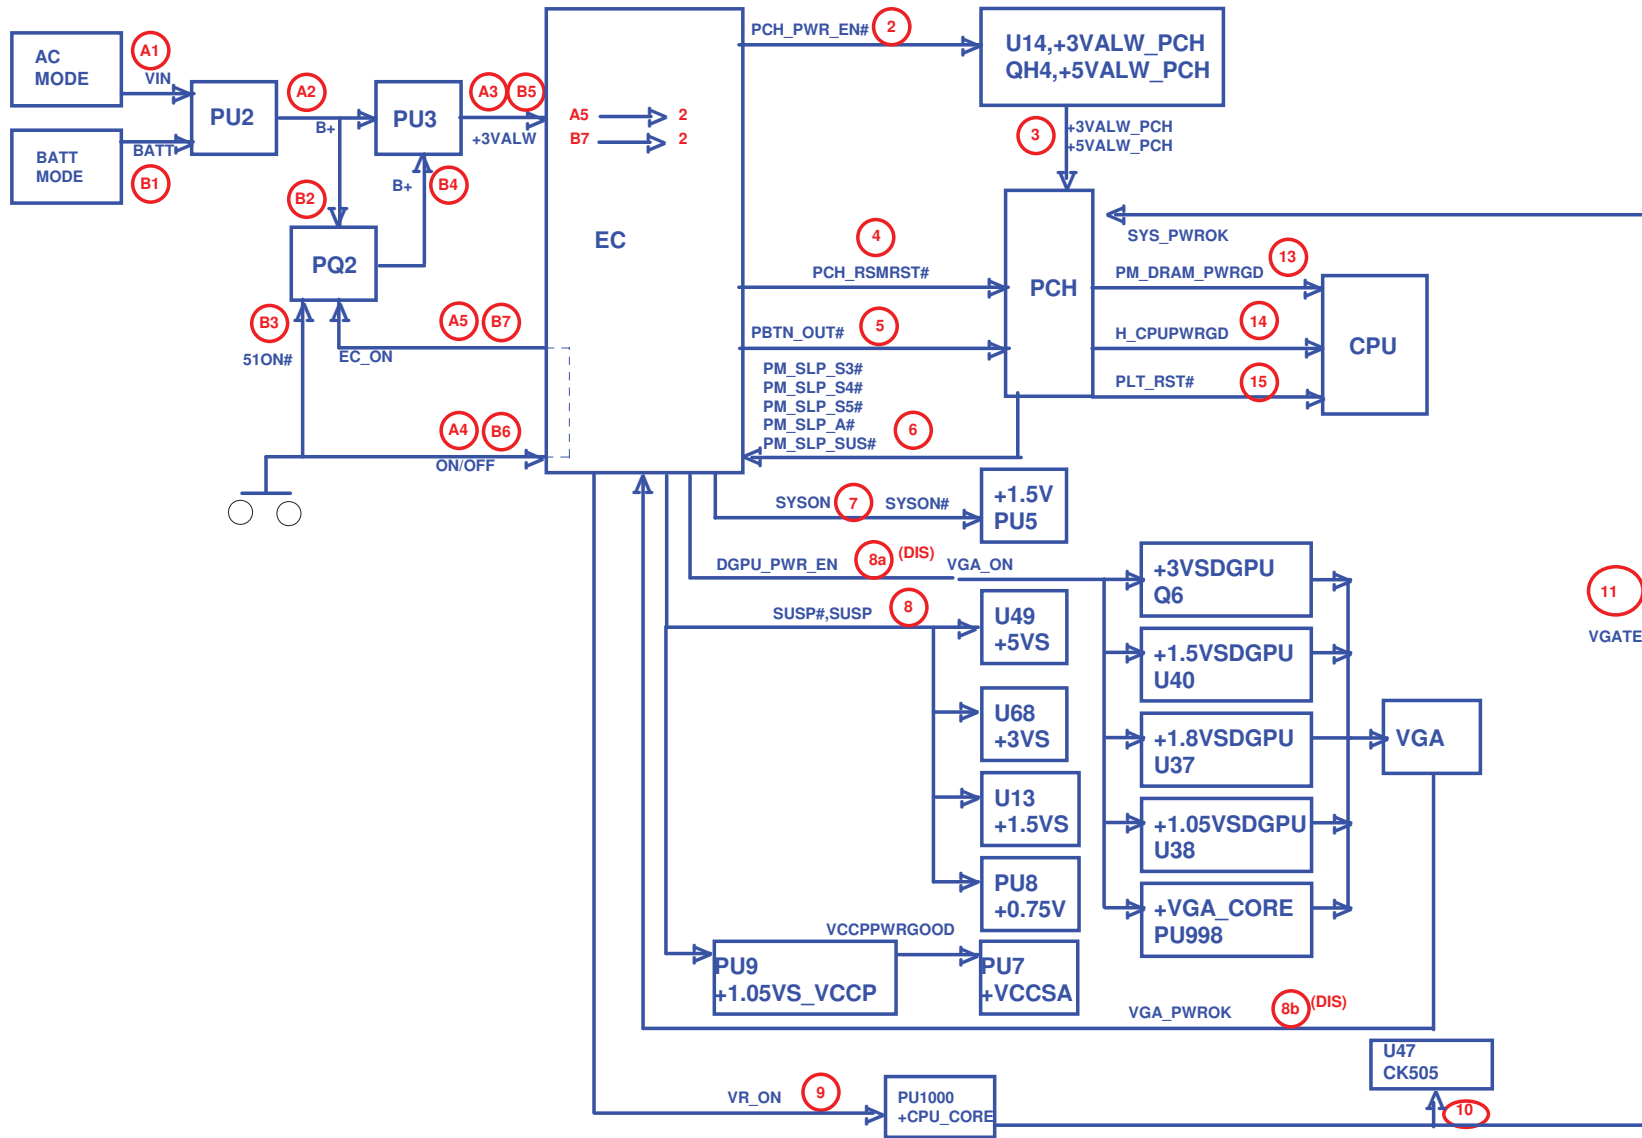 AC
MODE
A1
VIN
BATT
MODE
BATT
B1
PU2
A2
B+
PU3
A3
B5
+3VALW
B+
B4
B2
PQ2
B3
51ON#
EC_ON
A5
B7
A4
B6
ON/OFF
EC
A5
2
B7
2
PCH_PWR_EN#
2
U14,+3VALW_PCH
QH4,+5VALW_PCH
3
+3VALW_PCH
+5VALW_PCH
4
PCH_RSMRST#
PCH
SYS_PWROK
PM_DRAM_PWRGD
13
5
PBTN_OUT#
H_CPUPWRGD
14
CPU
PLT_RST#
15
PM_SLP_S3#
PM_SLP_S4#
PM_SLP_S5#
PM_SLP_A#
PM_SLP_SUS#
6
SYSON
7
SYSON#
+1.5V
PU5
DGPU_PWR_EN
8a
(DIS)
VGA_ON
+3VSDGPU
Q6
11
VGATE
SUSP#,SUSP
8
U49
+5VS
+1.5VSDGPU
U40
U68
+3VS
+1.8VSDGPU
U37
VGA
U13
+1.5VS
+1.05VSDGPU
U38
PU8
+0.75V
+VGA_CORE
PU998
VCCPPWRGOOD
PU9
+1.05VS_VCCP
PU7
+VCCSA
VGA_PWROK
8b
(DIS)
U47
CK505
VR_ON
9
PU1000
+CPU_CORE
10